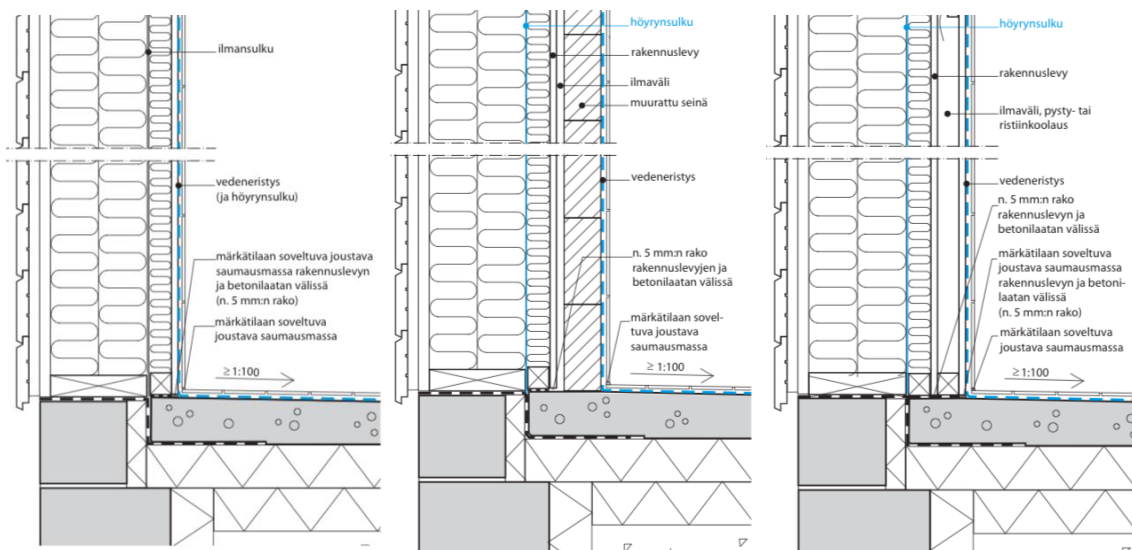 ilmansulku
vedeneristys
(ja höyrynsulku)
märkätilaan soveltuva joustava
saumausmassa rakennuslevyn
ja betonilaatan välissä
(n. 5 mm:n rako)
märkätilaan soveltuva
joustava saumausmassa
≥ 1:100
höyrynsulku
rakennuslevy
ilmaväli
muurattu seinä
vedeneristys
n. 5 mm:n rako
rakennuslevyjen ja
betonilaatan välissä
märkätilaan sovel-
tuva joustava
saumausmassa
≥ 1:100
höyrynsulku
rakennuslevy
ilmaväli, pysty- tai
ristiinkoolaus
vedeneristys
n. 5 mm:n rako
rakennuslevyn ja
betonilaatan välissä
märkätilaan soveltuva
joustava saumausmassa
rakennuslevyn ja betoni-
laatan välissä
(n. 5 mm:n rako)
märkätilaan soveltuva
joustava saumausmassa
≥ 1:100